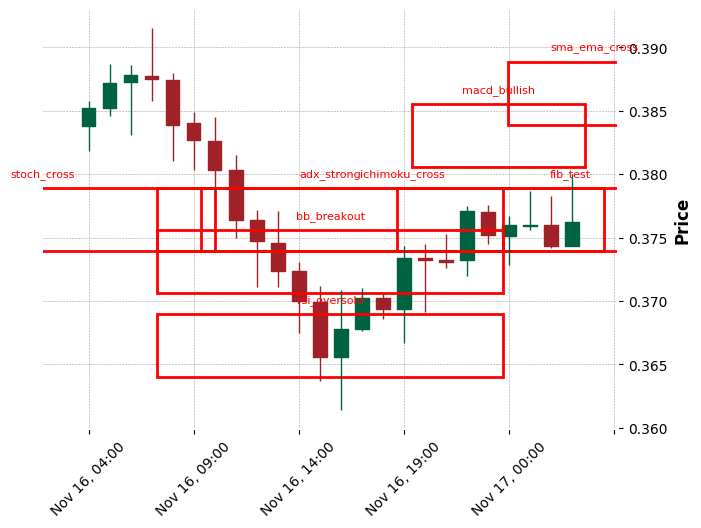 sma_ema_cross
0.390
macd_bullish
0.385
stoch_cross
adx_strong
ichimoku_cross
fib_test
0.380
bb_breakout
0.375
rsi_oversold
0.370
0.365
0.360
Price
Nov 16, 04:00
Nov 16, 09:00
Nov 16, 14:00
Nov 16, 19:00
Nov 17, 00:00